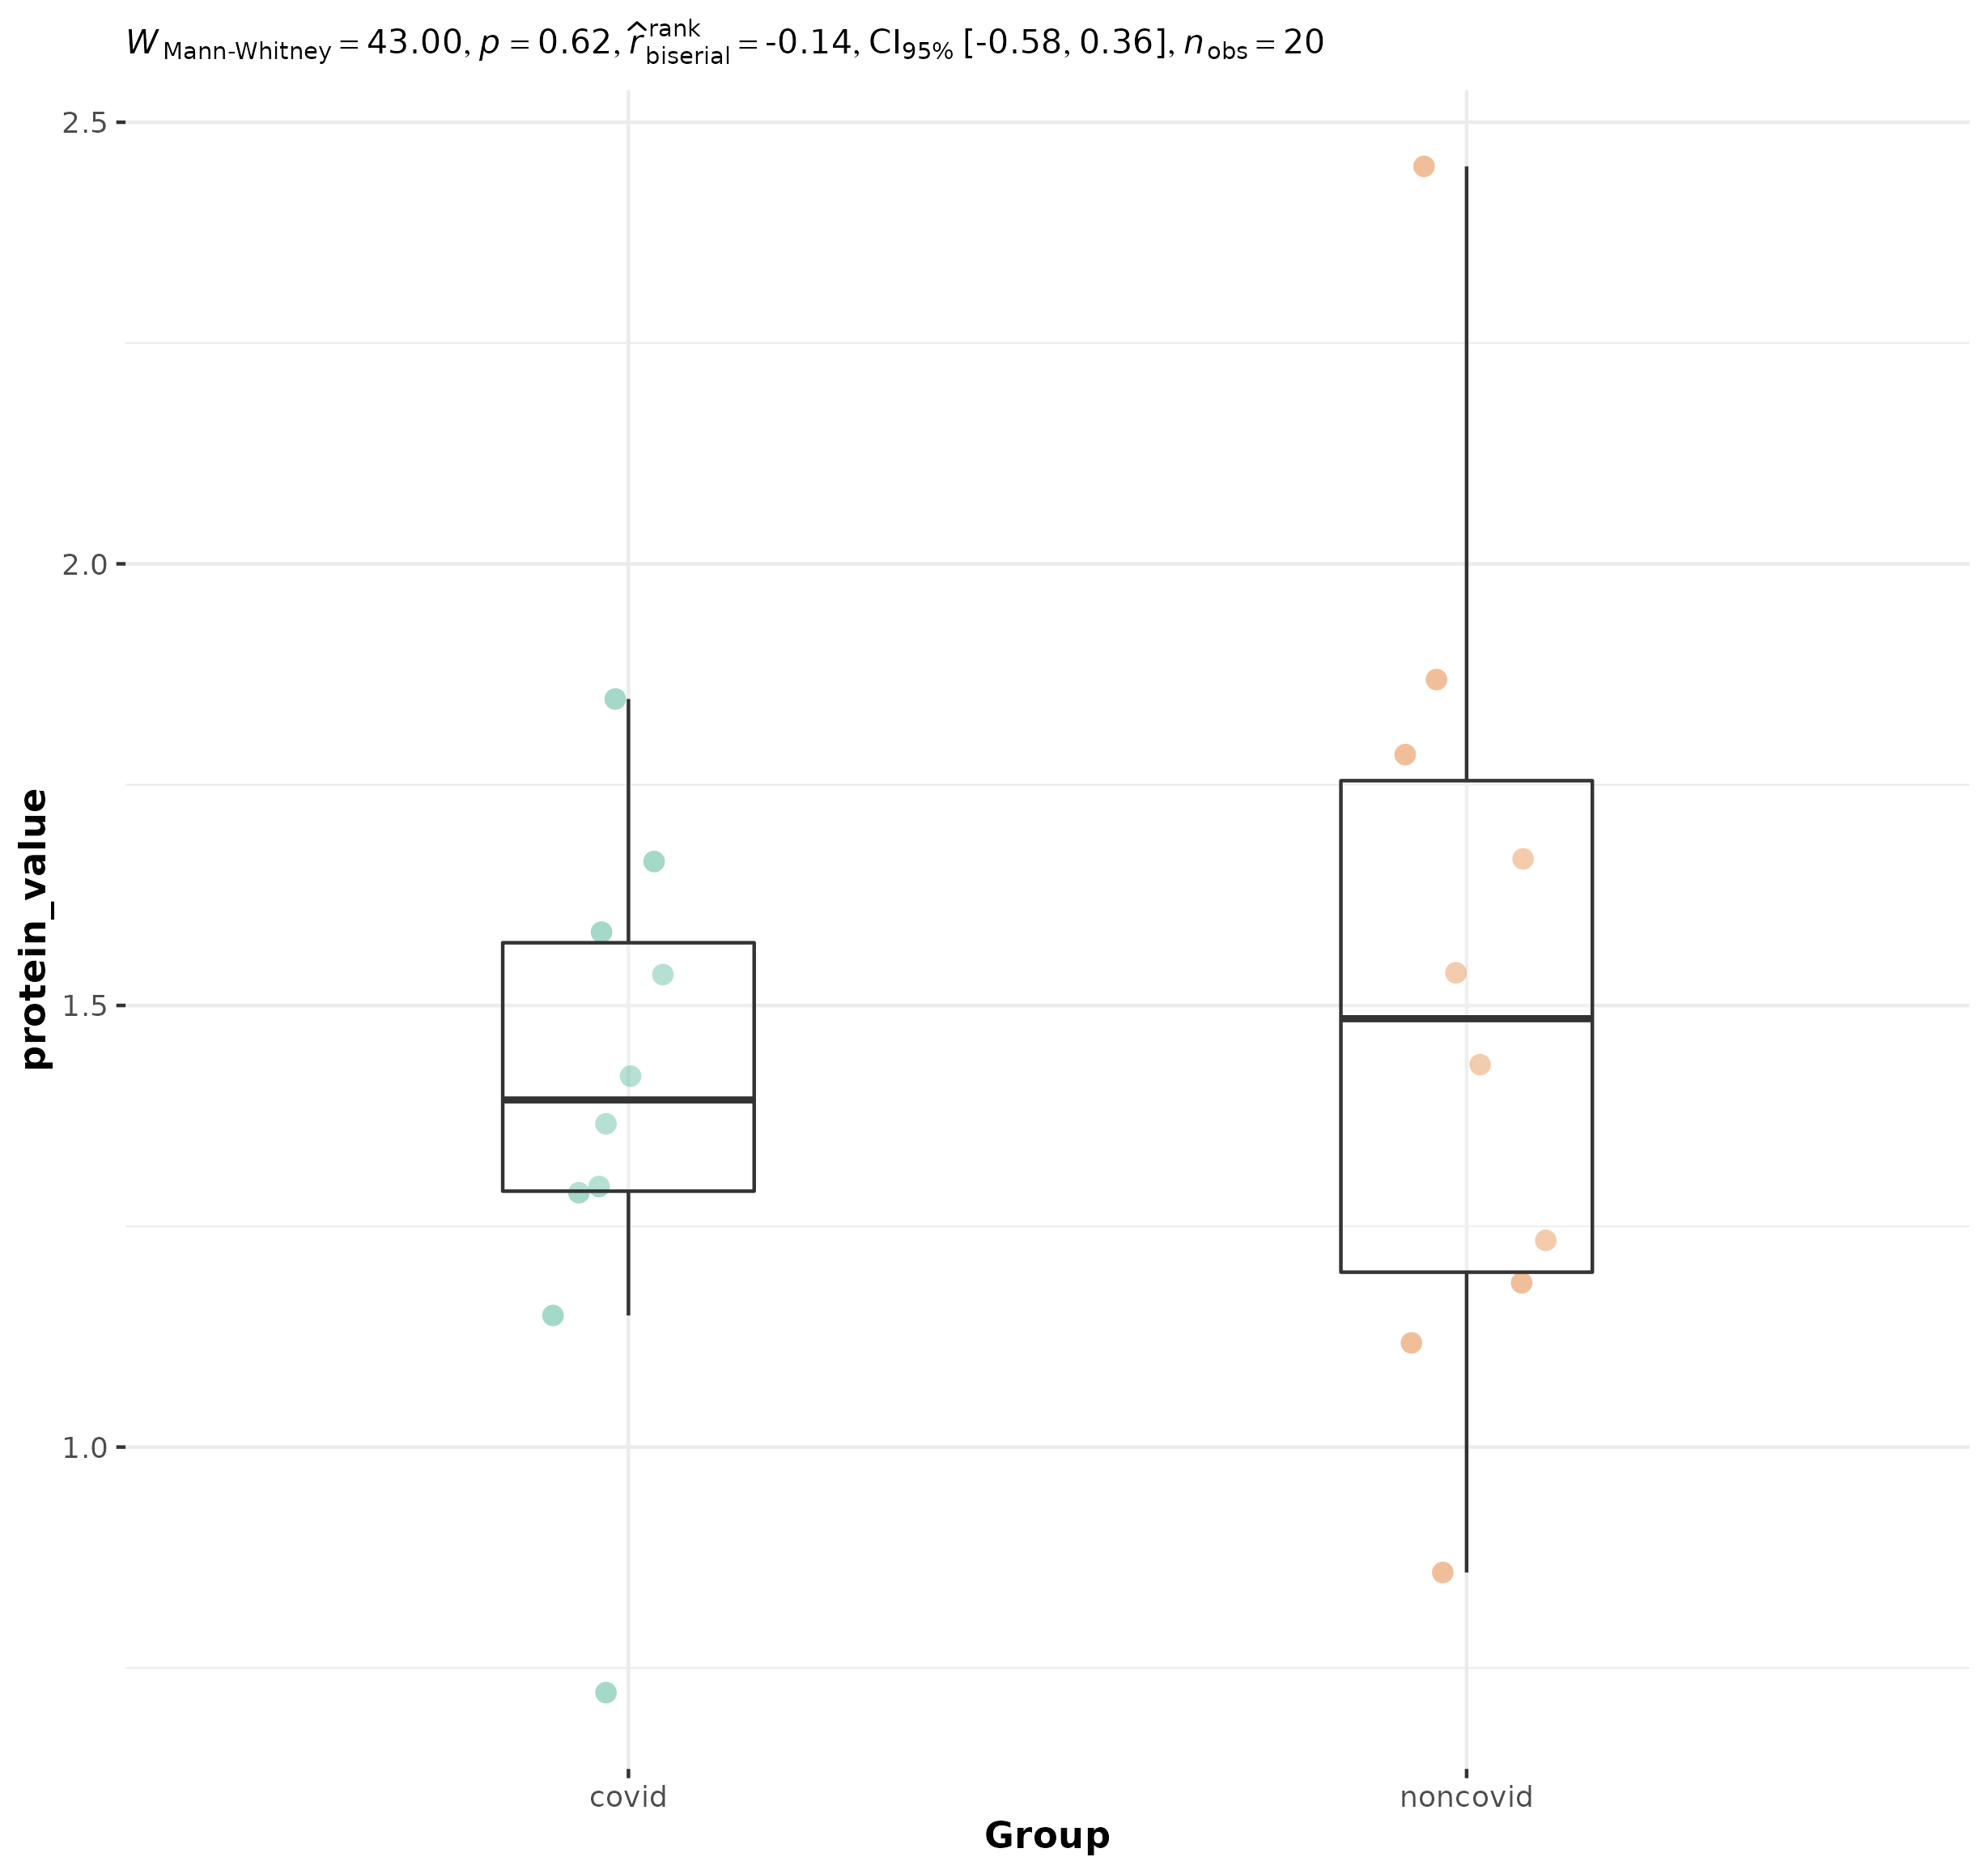 W Mann-Whitney = 43.00, p = 0.62, r̂ rank biserial = -0.14, CI95% [-0.58, 0.36], nobs = 20
2.5
2.0
1.5
1.0
protein_value
covid noncovid
Group